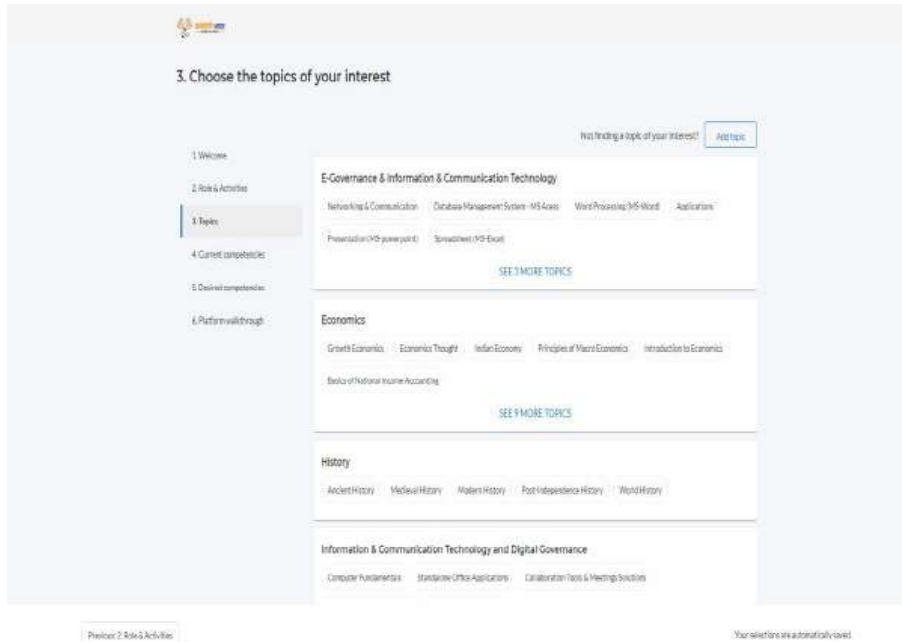 3. Choose the topics of your interest
Not finding a topic of your interest? Add topic
1. Welcome
2. Role & Activities
3. Topics
4. Current competencies
5. Desired competencies
6. Platform walkthrough
E-Governance & Information & Communication Technology
Networking & Communication Database Management System - MS Acess Word Processing (MS-Word) Applications
Presentation (MS-powerpoint) Spreadsheet (MS-Excel)
SEE 3 MORE TOPICS
Economics
Growth Economics Economics Thought Indian Economy Principles of Macro Economics Introduction to Economics
Basics of National Income Accounting
SEE 9 MORE TOPICS
History
Ancient History Medieval History Modern History Post-Independence History World History
Information & Communication Technology and Digital Governance
Computer Fundamentals Standalone Office Applications Collaboration Tools & Meetings Solutions
Previous: 2. Role & Activities
Your selections are automatically saved.